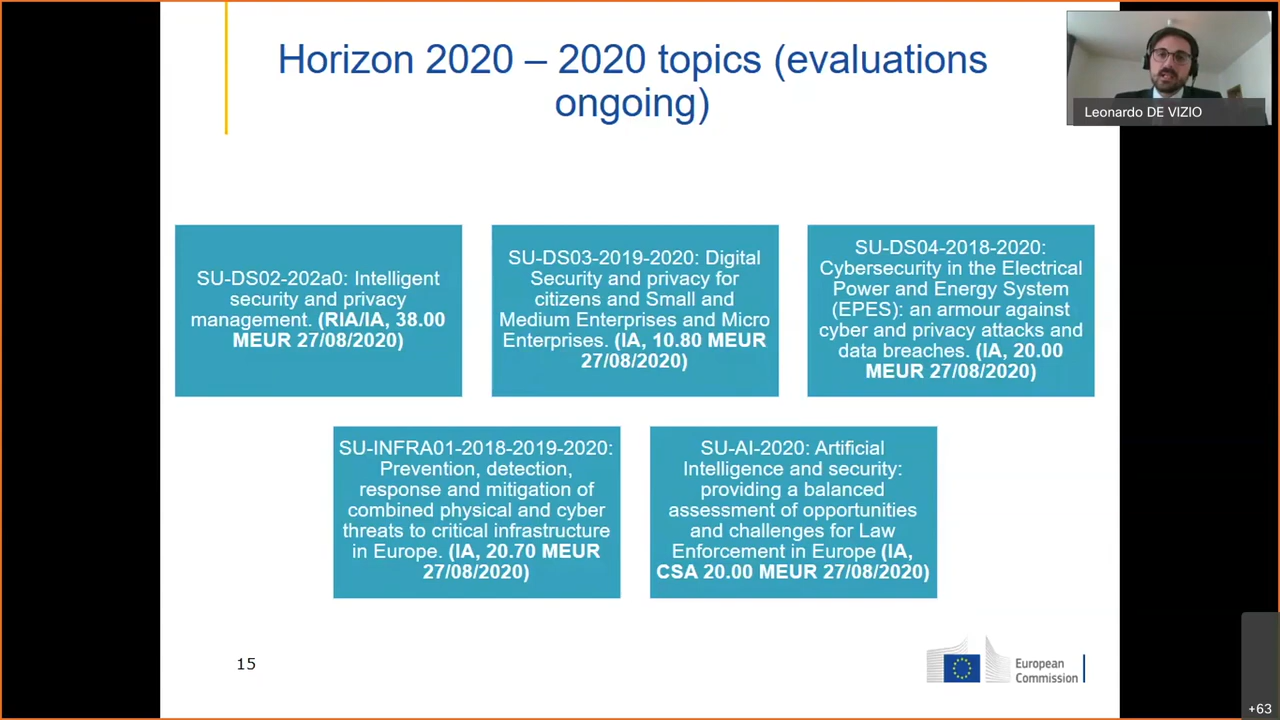 Horizon 2020 – 2020 topics (evaluations
ongoing)
Leonardo DE VIZIO
SU-DS02-202a0: Intelligent
security and privacy
management. (RIA/IA, 38.00
MEUR 27/08/2020)
SU-DS03-2019-2020: Digital
Security and privacy for
citizens and Small and
Medium Enterprises and Micro
Enterprises. (IA, 10.80 MEUR
27/08/2020)
SU-DS04-2018-2020:
Cybersecurity in the Electrical
Power and Energy System
(EPES): an armour against
cyber and privacy attacks and
data breaches. (IA, 20.00
MEUR 27/08/2020)
SU-INFRA01-2018-2019-2020:
Prevention, detection,
response and mitigation of
combined physical and cyber
threats to critical infrastructure
in Europe. (IA, 20.70 MEUR
27/08/2020)
SU-AI-2020: Artificial
Intelligence and security:
providing a balanced
assessment of opportunities
and challenges for Law
Enforcement in Europe (IA,
CSA 20.00 MEUR 27/08/2020)
15
European
Commission
+63